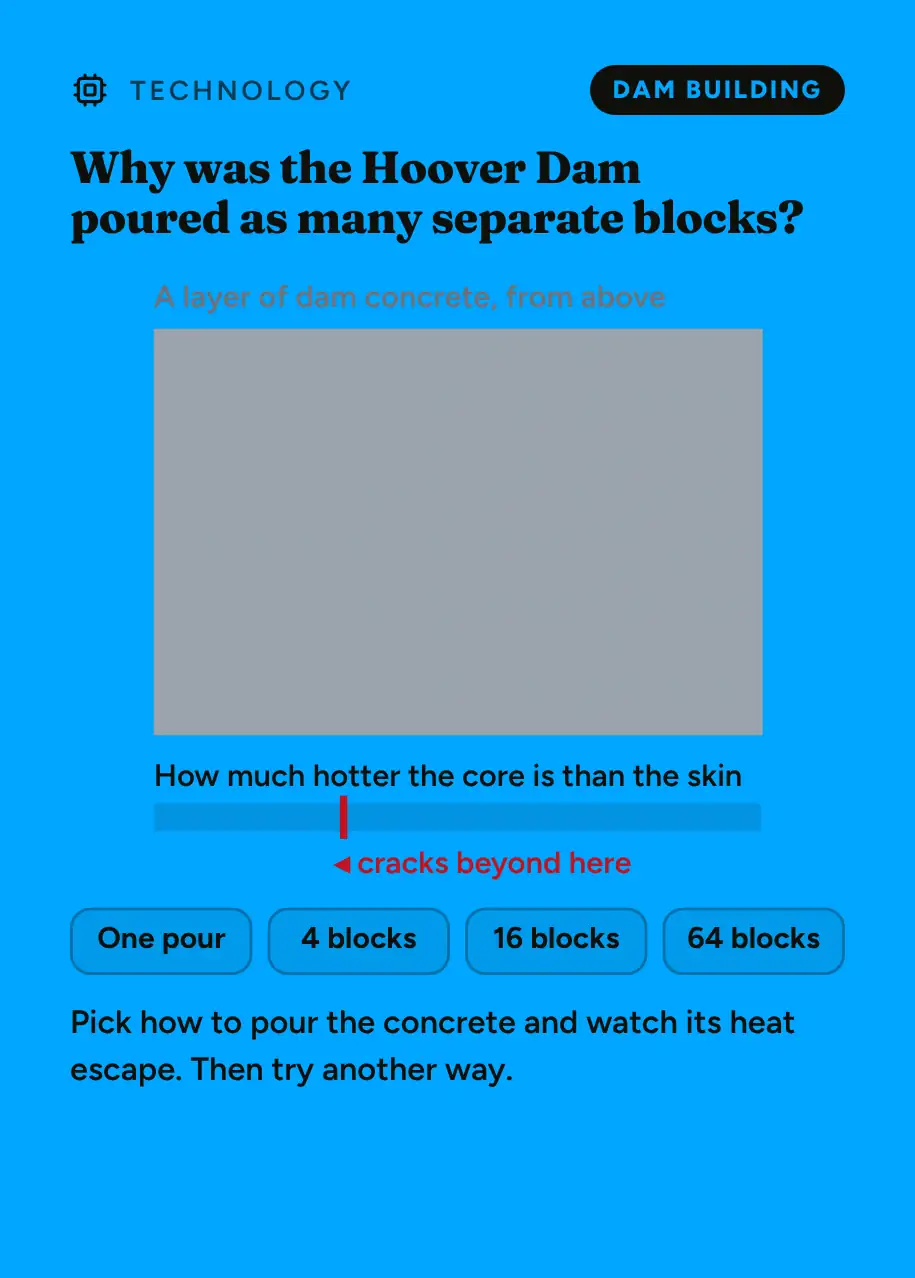 TECHNOLOGY
DAM BUILDING
Why was the Hoover Dam
poured as many separate blocks?
A layer of dam concrete, from above
How much hotter the core is than the skin
◀ cracks beyond here
One pour
4 blocks
16 blocks
64 blocks
Pick how to pour the concrete and watch its heat
escape. Then try another way.